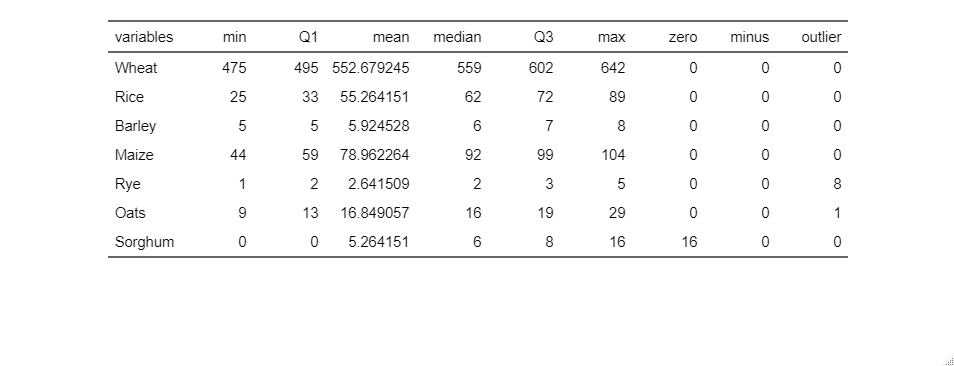 variables min Q1 mean median Q3 max zero minus outlier
Wheat 475 495 552.679245 559 602 642 0 0 0
Rice 25 33 55.264151 62 72 89 0 0 0
Barley 5 5 5.924528 6 7 8 0 0 0
Maize 44 59 78.962264 92 99 104 0 0 0
Rye 1 2 2.641509 2 3 5 0 0 8
Oats 9 13 16.849057 16 19 29 0 0 1
Sorghum 0 0 5.264151 6 8 16 16 0 0